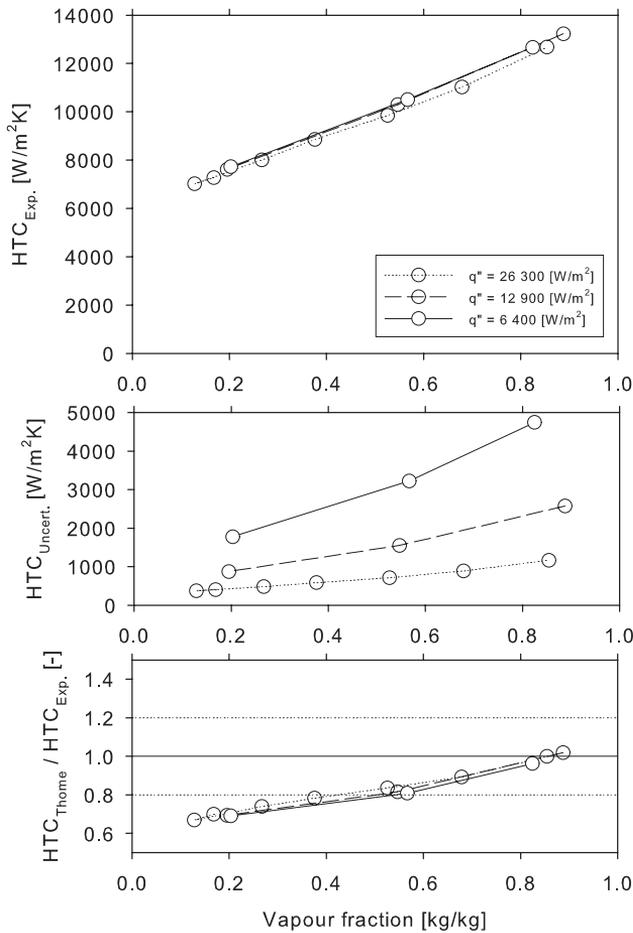 14000
12000
10000
8000
6000
4000
2000
0
HTC_Exp. [W/m²K]
q" = 26 300 [W/m²]
q" = 12 900 [W/m²]
q" = 6 400 [W/m²]
0.0 0.2 0.4 0.6 0.8 1.0
5000
4000
3000
2000
1000
0
HTC_Uncert. [W/m²K]
0.0 0.2 0.4 0.6 0.8 1.0
1.4
1.2
1.0
0.8
0.6
HTC_Thome / HTC_Exp. [-]
0.0 0.2 0.4 0.6 0.8 1.0
Vapour fraction [kg/kg]